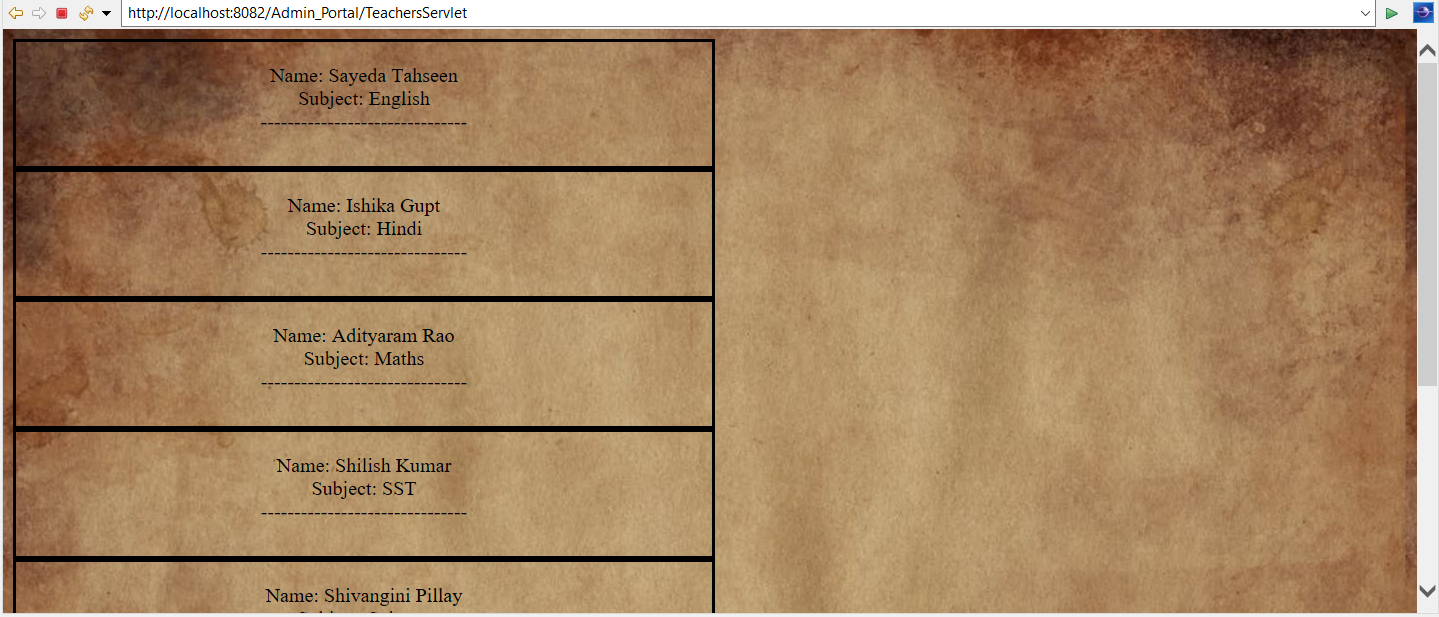 http://localhost:8082/Admin_Portal/TeachersServlet
Name: Sayeda Tahseen
Subject: English
-------------------------------
Name: Ishika Gupt
Subject: Hindi
-------------------------------
Name: Adityaram Rao
Subject: Maths
-------------------------------
Name: Shilish Kumar
Subject: SST
-------------------------------
Name: Shivangini Pillay